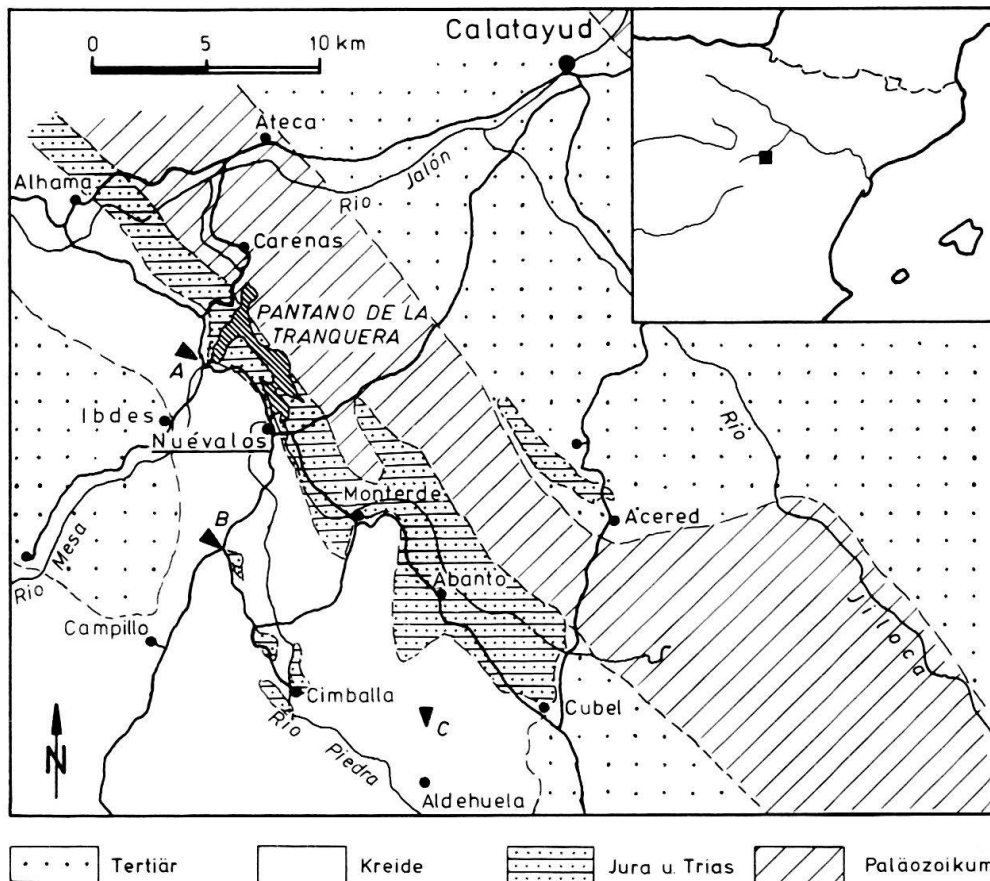 Calatayud
0 5 10 km
Ateca
Alhama
Rio Jalón
Carenas
PANTANO DE LA
TRANQUERA
A
Ibdes
Nuévalos
Rio
Monterde
Acered
B
Rio Mesa
Abanto
Jiloca
Campillo
Cimballa
Cubel
C
N
Rio Piedra
Aldehuela
Tertiär
Kreide
Jura u. Trias
Paläozoikum